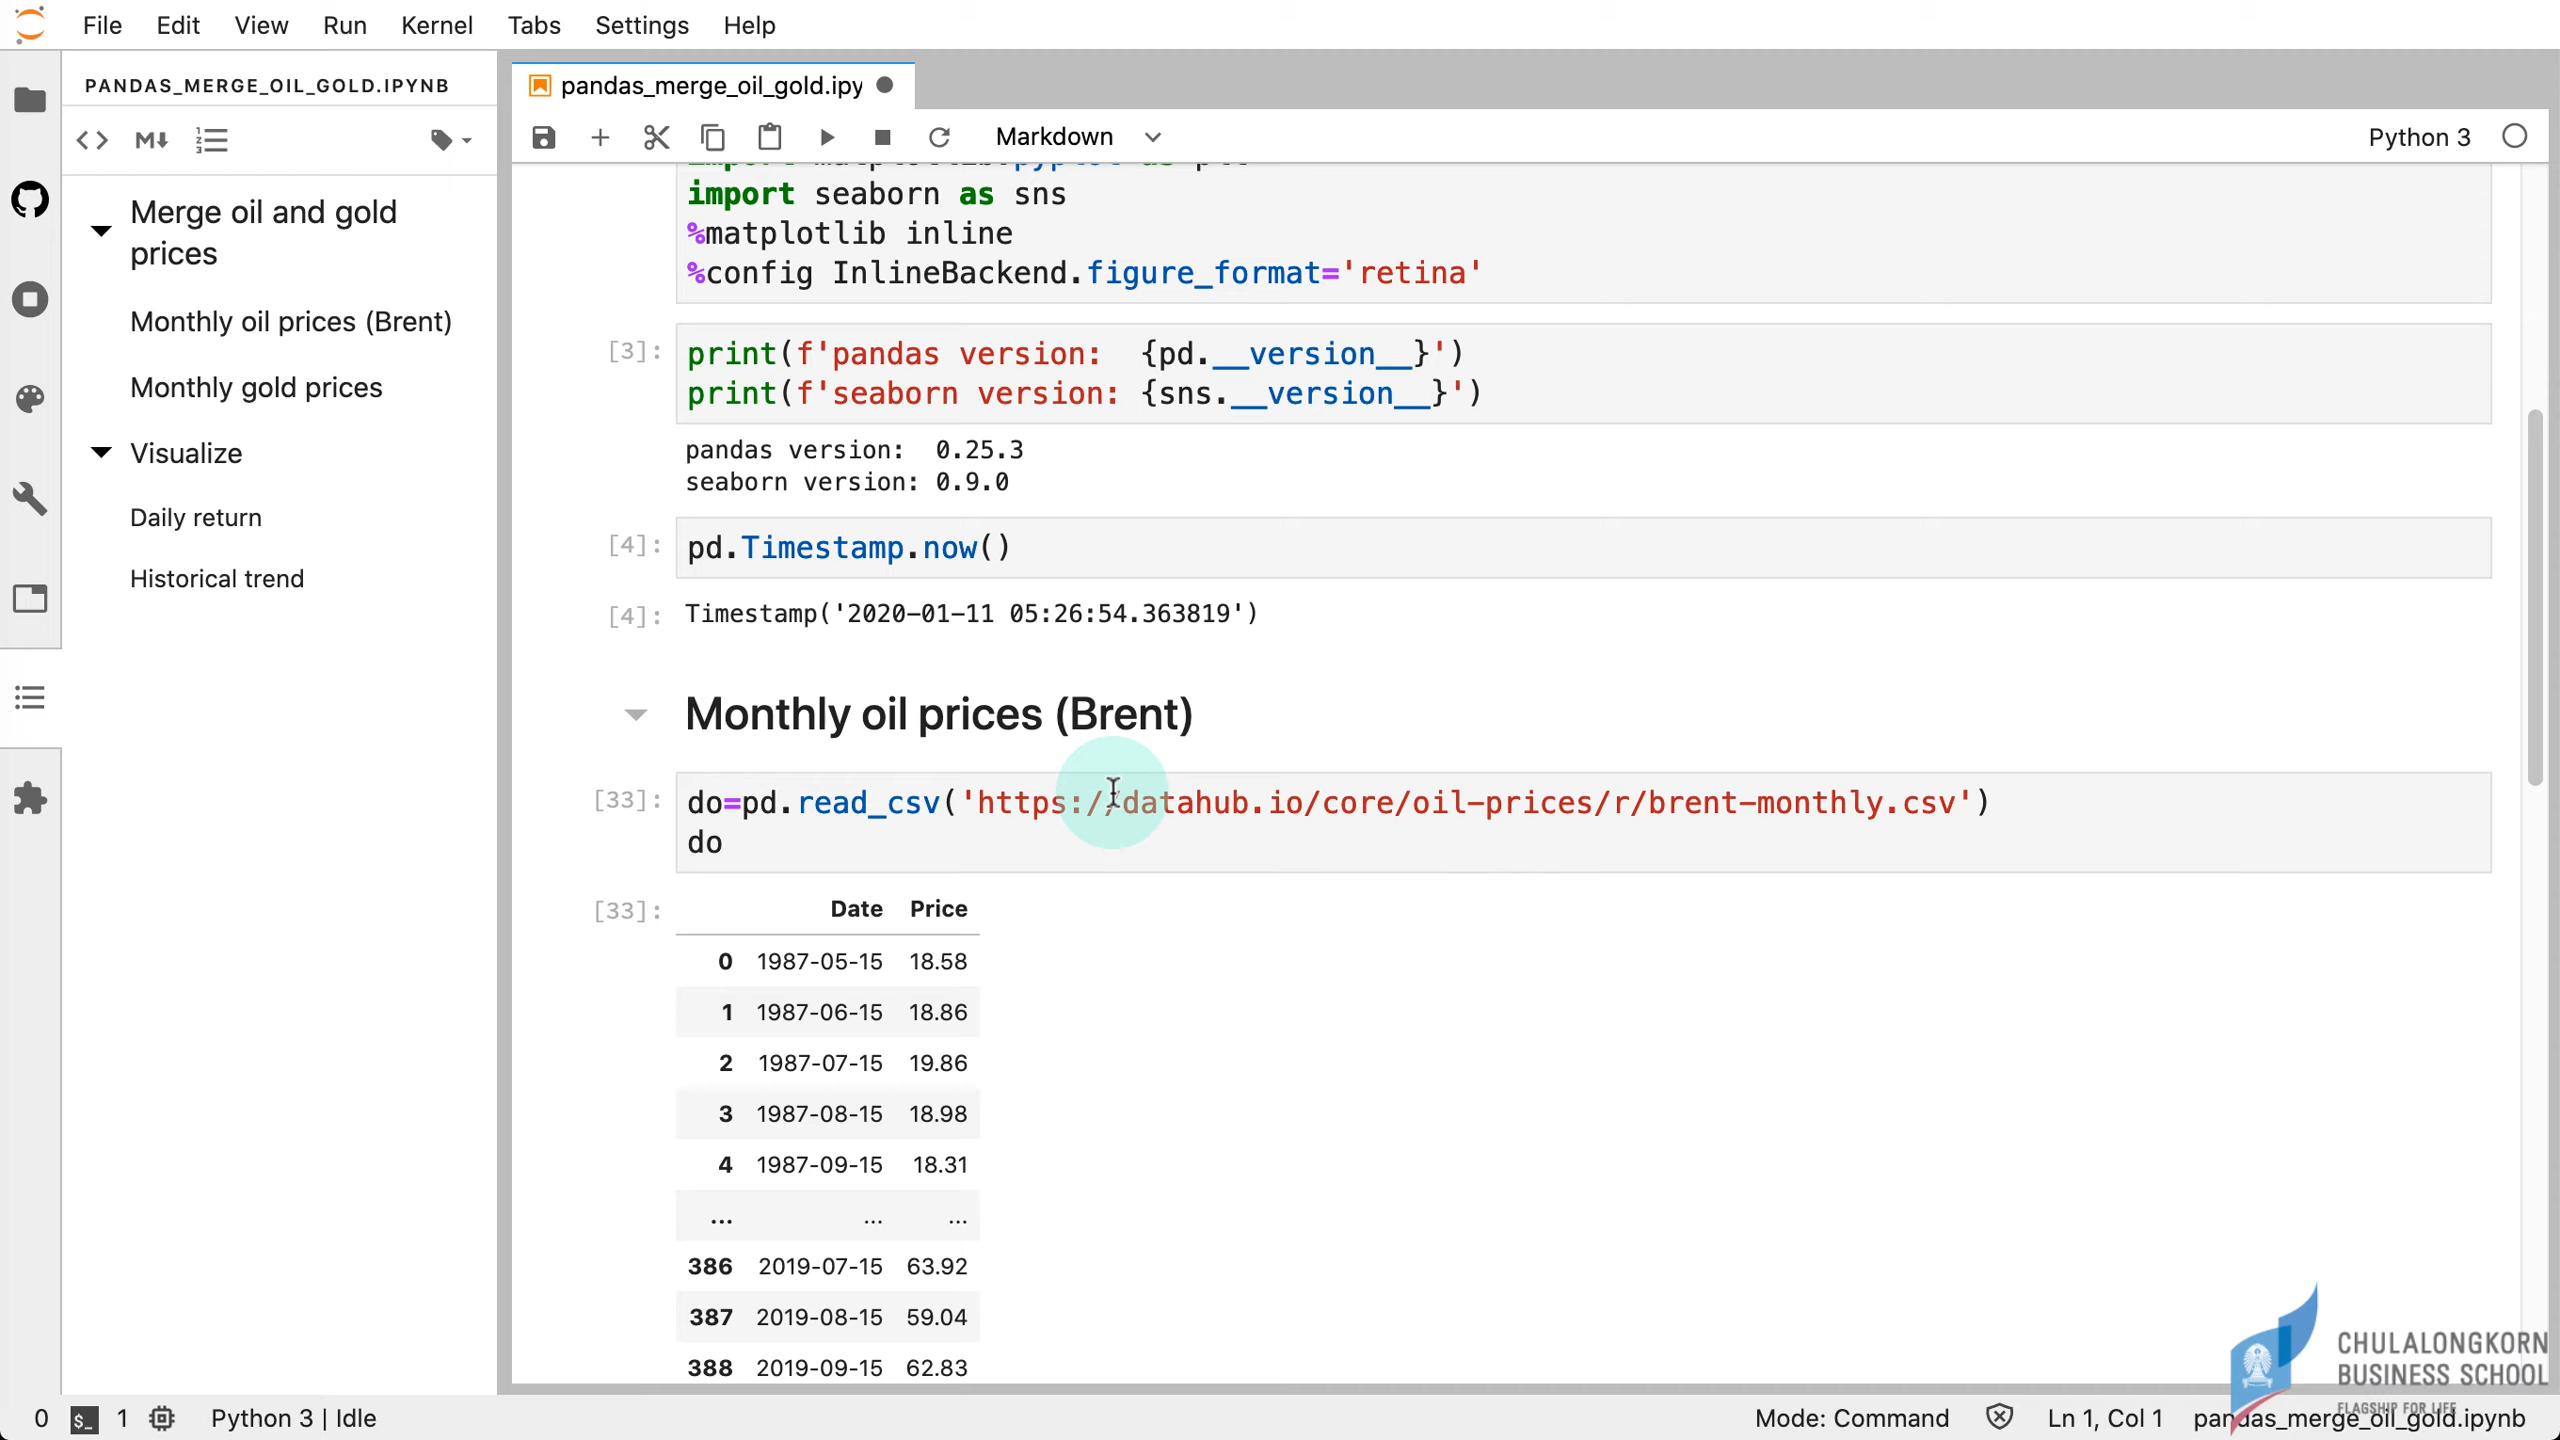 File Edit View Run Kernel Tabs Settings Help
PANDAS_MERGE_OIL_GOLD.IPYNB
pandas_merge_oil_gold.ipy
Markdown
Python 3
Merge oil and gold
prices
Monthly oil prices (Brent)
Monthly gold prices
Visualize
Daily return
Historical trend
import seaborn as sns
%matplotlib inline
%config InlineBackend.figure_format='retina'
[3]: print(f'pandas version:  {pd.__version__}')
print(f'seaborn version: {sns.__version__}')
pandas version:  0.25.3
seaborn version: 0.9.0
[4]: pd.Timestamp.now()
[4]: Timestamp('2020-01-11 05:26:54.363819')
Monthly oil prices (Brent)
[33]: do=pd.read_csv('https://datahub.io/core/oil-prices/r/brent-monthly.csv')
do
[33]: Date Price
0 1987-05-15 18.58
1 1987-06-15 18.86
2 1987-07-15 19.86
3 1987-08-15 18.98
4 1987-09-15 18.31
... ... ...
386 2019-07-15 63.92
387 2019-08-15 59.04
388 2019-09-15 62.83
CHULALONGKORN
BUSINESS SCHOOL
FLAGSHIP FOR LIFE
0 $_ 1 Python 3 | Idle Mode: Command Ln 1, Col 1 pandas_merge_oil_gold.ipynb